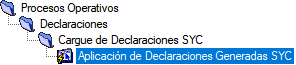 Procesos Operativos
Declaraciones
Cargue de Declaraciones SYC
Aplicación de Declaraciones Generadas SYC